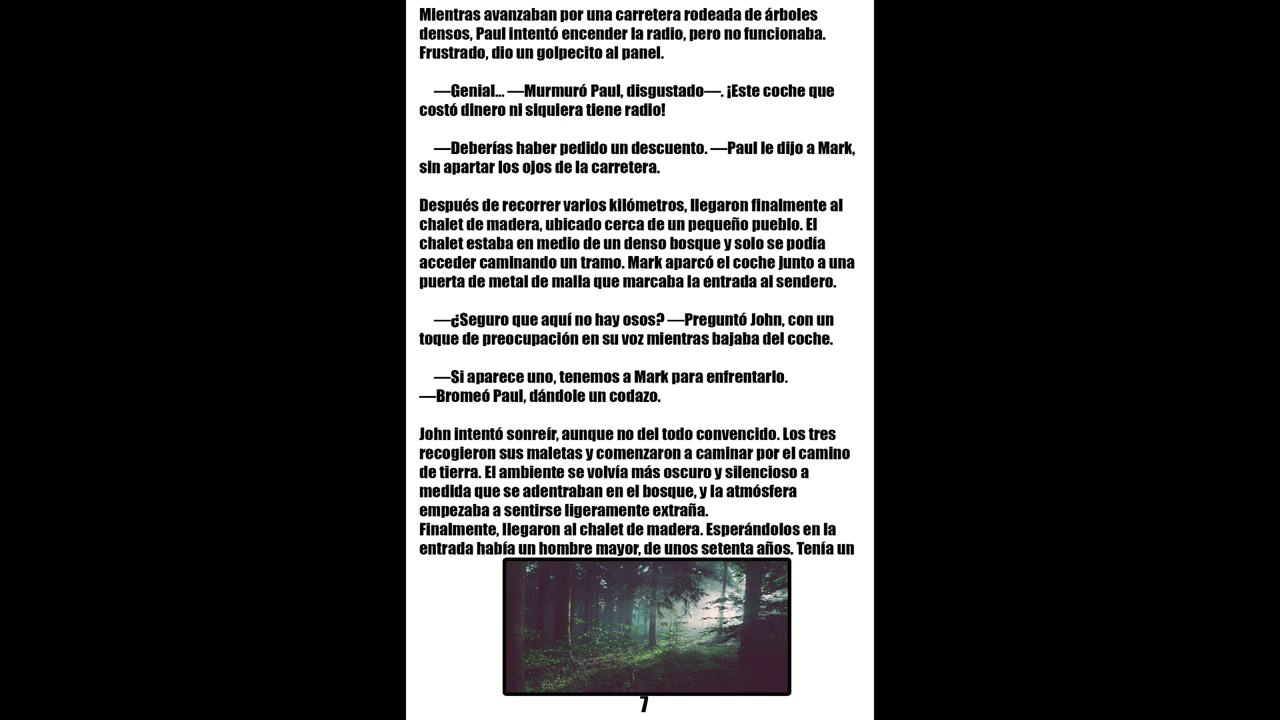 Mientras avanzaban por una carretera rodeada de árboles
densos, Paul intentó encender la radio, pero no funcionaba.
Frustrado, dio un golpecito al panel.
—Genial... —Murmuró Paul, disgustado—. ¡Este coche que
costó dinero ni siquiera tiene radio!
—Deberías haber pedido un descuento. —Paul le dijo a Mark,
sin apartar los ojos de la carretera.
Después de recorrer varios kilómetros, llegaron finalmente al
chalet de madera, ubicado cerca de un pequeño pueblo. El
chalet estaba en medio de un denso bosque y solo se podía
acceder caminando un tramo. Mark aparcó el coche junto a una
puerta de metal de malla que marcaba la entrada al sendero.
—¿Seguro que aquí no hay osos? —Preguntó John, con un
toque de preocupación en su voz mientras bajaba del coche.
—Si aparece uno, tenemos a Mark para enfrentarlo.
—Bromeó Paul, dándole un codazo.
John intentó sonreír, aunque no del todo convencido. Los tres
recogieron sus maletas y comenzaron a caminar por el camino
de tierra. El ambiente se volvía más oscuro y silencioso a
medida que se adentraban en el bosque, y la atmósfera
empezaba a sentirse ligeramente extraña.
Finalmente, llegaron al chalet de madera. Esperándolos en la
entrada había un hombre mayor, de unos setenta años. Tenía un
7